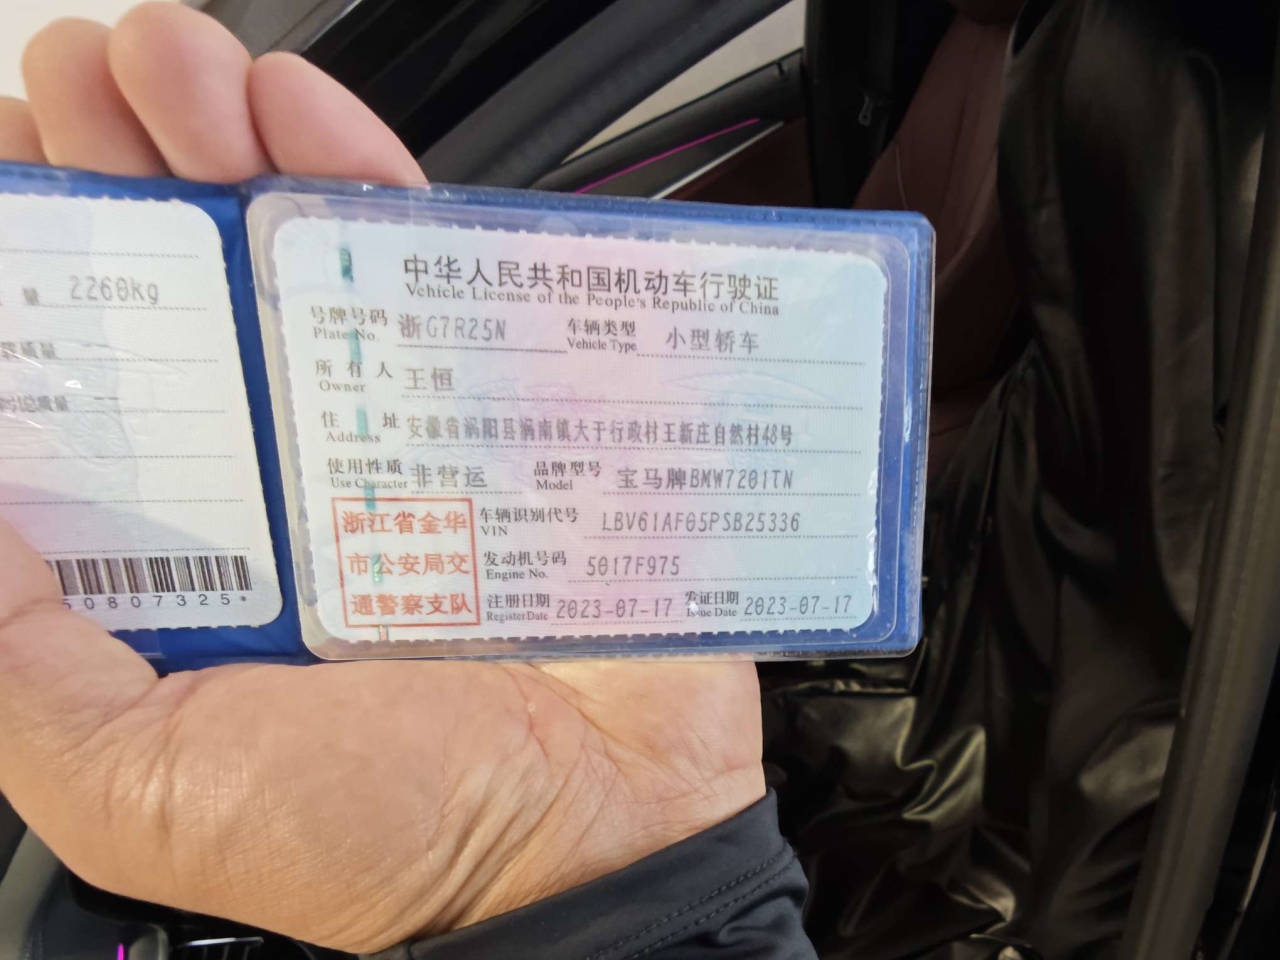 量 2260kg
质量
总质量
50807325*
中华人民共和国机动车行驶证
Vehicle License of the People's Republic of China
号牌号码 浙G7R25N 车辆类型 小型轿车
Plate No. Vehicle Type
所有人 王恒
Owner
住址 安徽省涡阳县涡南镇大于行政村王新庄自然村48号
Address
使用性质 非营运 品牌型号 宝马牌BMW7201TN
Use Character Model
浙江省金华
市公安局交
通警察支队
车辆识别代号 LBV61AF05PSB25336
VIN
发动机号码 5017F975
Engine No.
注册日期 2023-07-17 发证日期 2023-07-17
Register Date Issue Date